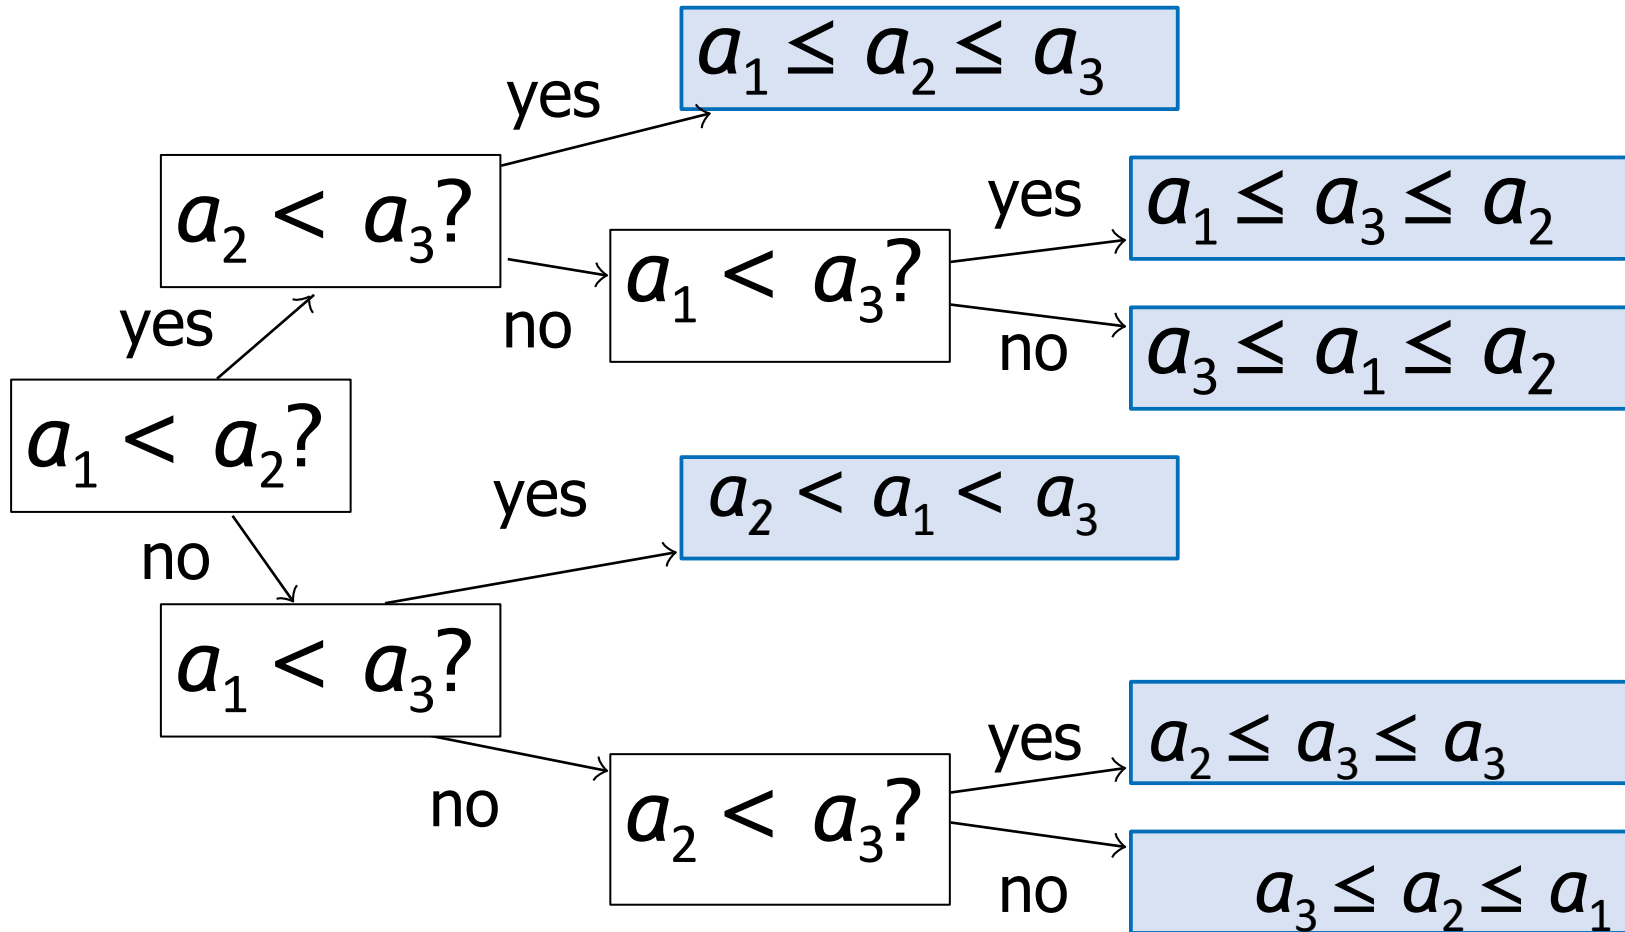 a₁ ≤ a₂ ≤ a₃
yes
a₂ < a₃?
yes
a₁ ≤ a₃ ≤ a₂
a₁ < a₃?
yes
no
no
a₃ ≤ a₁ ≤ a₂
a₁ < a₂?
yes
a₂ < a₁ < a₃
no
a₁ < a₃?
yes
a₂ ≤ a₃ ≤ a₃
no
a₂ < a₃?
no
a₃ ≤ a₂ ≤ a₁